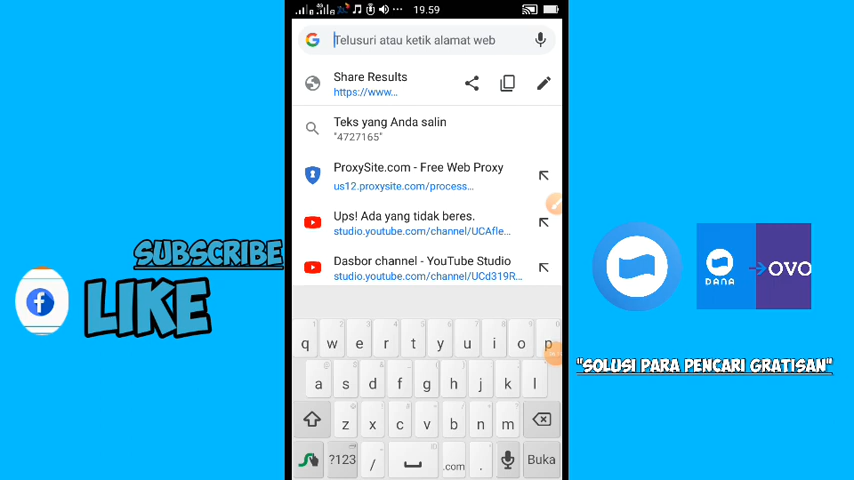 19.59
Telusuri atau ketik alamat web
Share Results
https://www...
Teks yang Anda salin
"4727165"
ProxySite.com - Free Web Proxy
us12.proxysite.com/process...
Ups! Ada yang tidak beres.
studio.youtube.com/channel/UCAfle...
Dasbor channel - YouTube Studio
studio.youtube.com/channel/UCd319R...
SUBSCRIBE
LIKE
DANA
OVO
"SOLUSI PARA PENCARI GRATISAN"
q w e r t y u i o p
a s d f g h j k l
z x c v b n m
?123 / .com . Buka